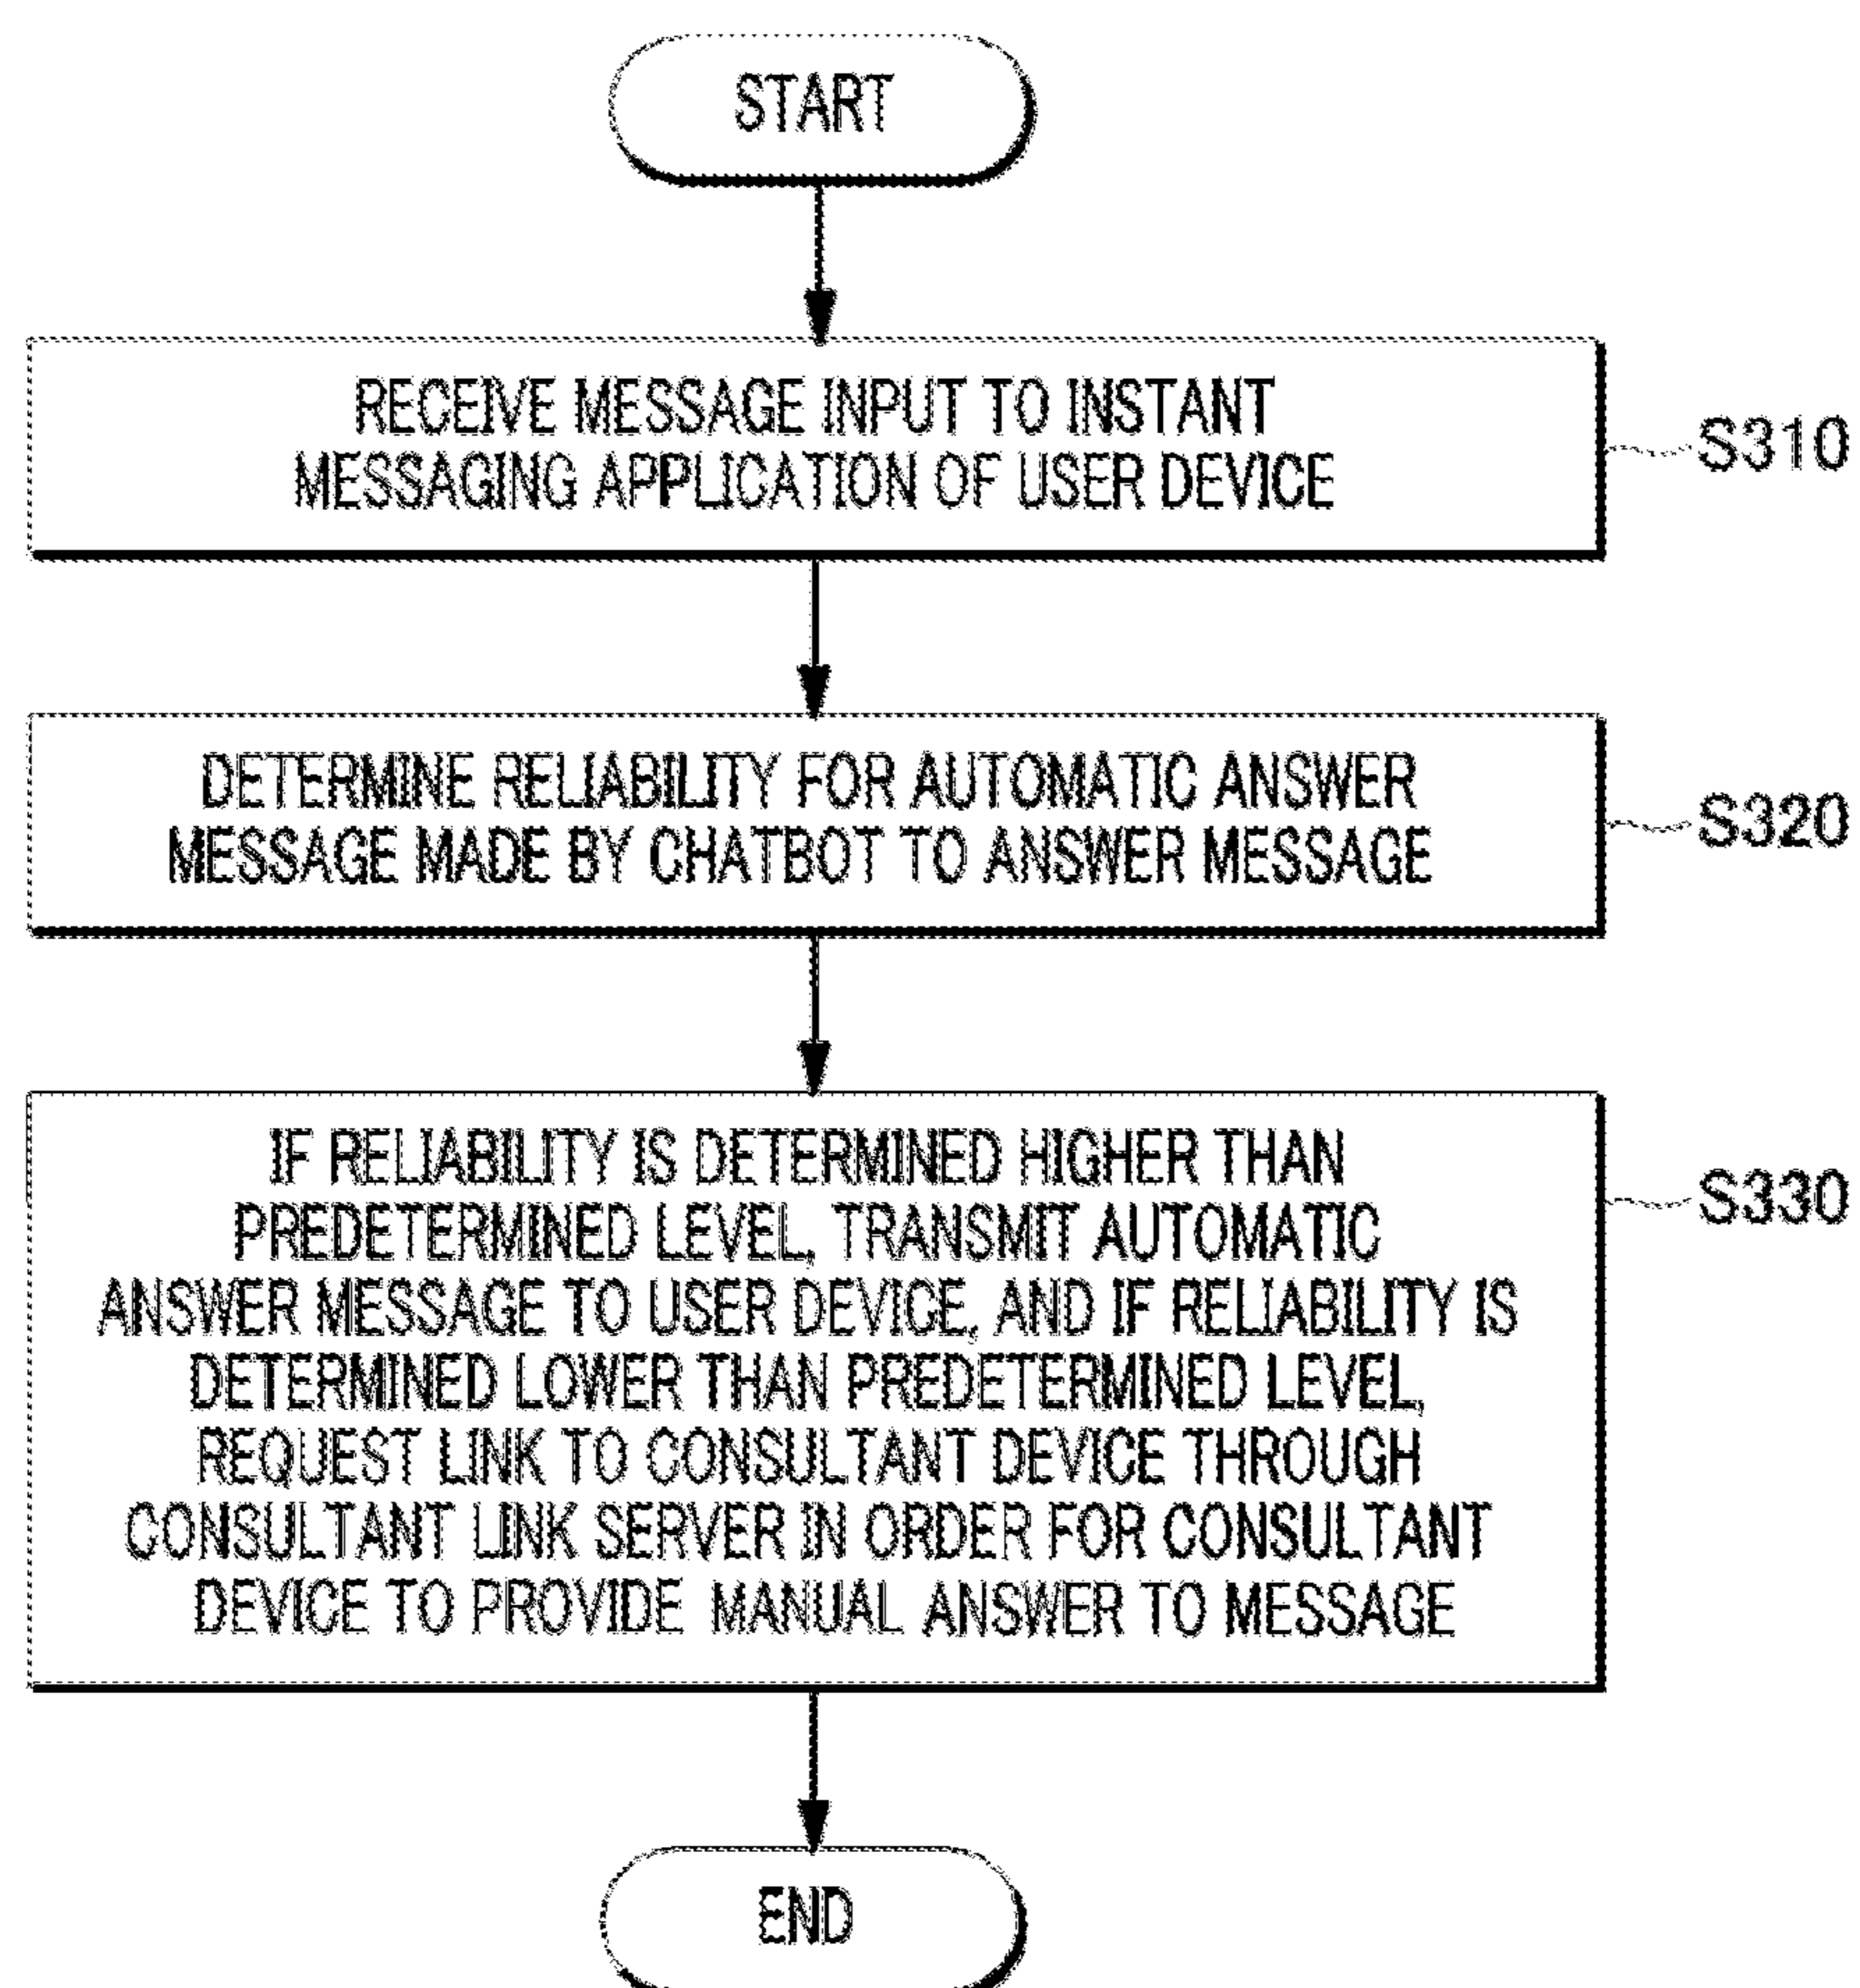 START
RECEIVE MESSAGE INPUT TO INSTANT
MESSAGING APPLICATION OF USER DEVICE
S310
DETERMINE RELIABILITY FOR AUTOMATIC ANSWER
MESSAGE MADE BY CHATBOT TO ANSWER MESSAGE
S320
IF RELIABILITY IS DETERMINED HIGHER THAN
PREDETERMINED LEVEL, TRANSMIT AUTOMATIC
ANSWER MESSAGE TO USER DEVICE, AND IF RELIABILITY IS
DETERMINED LOWER THAN PREDETERMINED LEVEL,
REQUEST LINK TO CONSULTANT DEVICE THROUGH
CONSULTANT LINK SERVER IN ORDER FOR CONSULTANT
DEVICE TO PROVIDE MANUAL ANSWER TO MESSAGE
S330
END